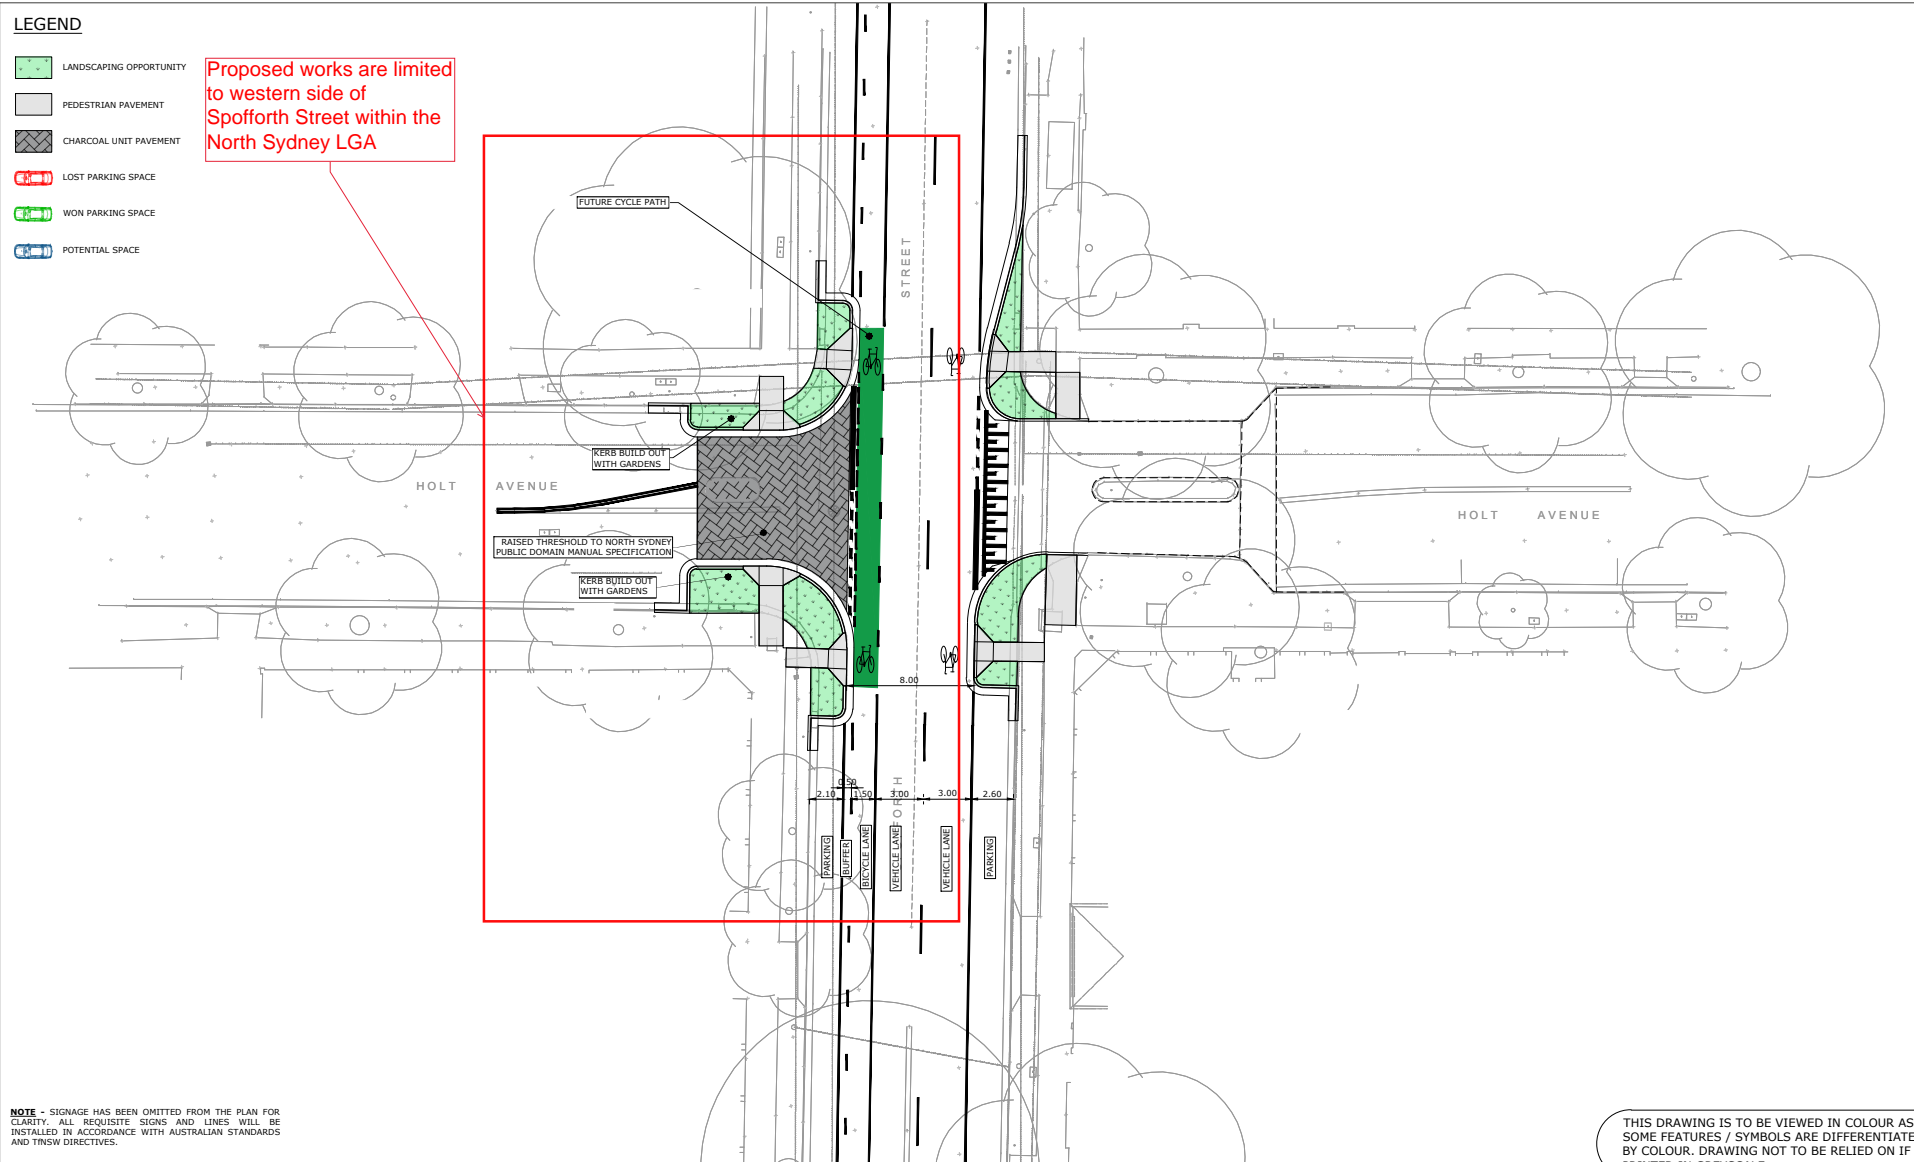 LEGEND
LANDSCAPING OPPORTUNITY
PEDESTRIAN PAVEMENT
CHARCOAL UNIT PAVEMENT
LOST PARKING SPACE
WON PARKING SPACE
POTENTIAL SPACE
Proposed works are limited
to western side of
Spofforth Street within the
North Sydney LGA
FUTURE CYCLE PATH
STREET
KERB BUILD OUT
WITH GARDENS
HOLT AVENUE
RAISED THRESHOLD TO NORTH SYDNEY
PUBLIC DOMAIN MANUAL SPECIFICATION
KERB BUILD OUT
WITH GARDENS
HOLT AVENUE
8.00
0.50
2.10 1.50 3.00 3.00 2.60
FORTH
PARKING
BUFFER
BICYCLE LANE
VEHICLE LANE
VEHICLE LANE
PARKING
NOTE - SIGNAGE HAS BEEN OMITTED FROM THE PLAN FOR
CLARITY. ALL REQUISITE SIGNS AND LINES WILL BE
INSTALLED IN ACCORDANCE WITH AUSTRALIAN STANDARDS
AND TfNSW DIRECTIVES.
THIS DRAWING IS TO BE VIEWED IN COLOUR AS
SOME FEATURES / SYMBOLS ARE DIFFERENTIATE
BY COLOUR. DRAWING NOT TO BE RELIED ON IF